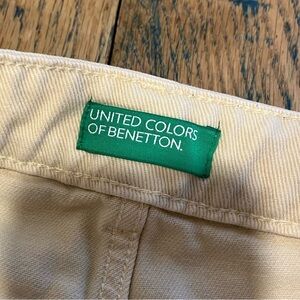 UNITED COLORS
OF BENETTON.